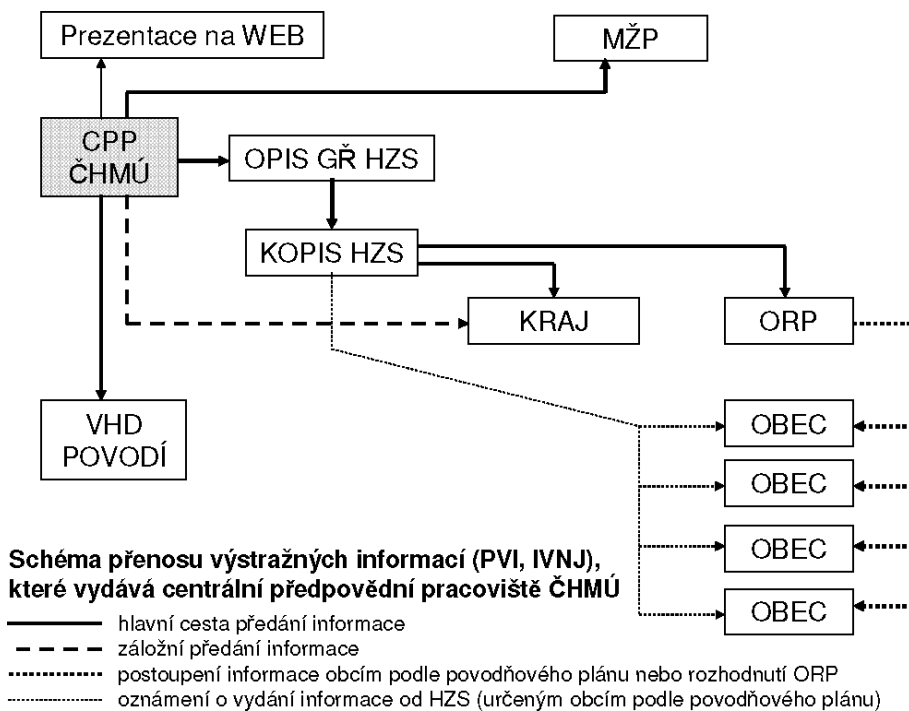 Prezentace na WEB
MŽP
CPP
ČHMÚ
OPIS GŘ HZS
KOPIS HZS
KRAJ
ORP
VHD
POVODÍ
OBEC
OBEC
OBEC
OBEC
Schéma přenosu výstražných informací (PVI, IVNJ),
které vydává centrální předpovědní pracoviště ČHMÚ
hlavní cesta předání informace
záložní předání informace
postoupení informace obcím podle povodňového plánu nebo rozhodnutí ORP
oznámení o vydání informace od HZS (určeným obcím podle povodňového plánu)